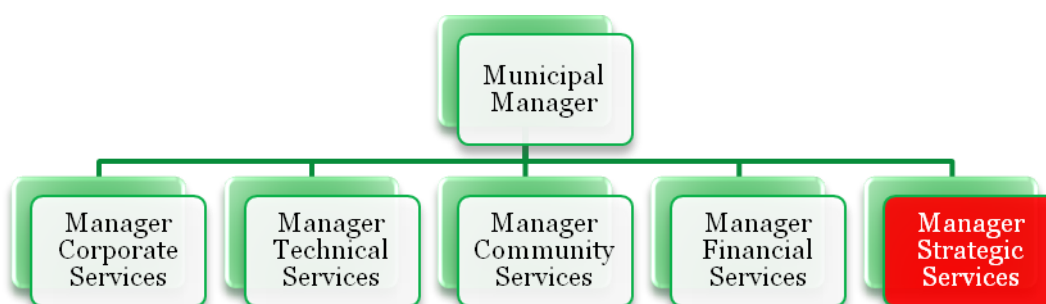 Municipal
Manager
Manager
Corporate
Services
Manager
Technical
Services
Manager
Community
Services
Manager
Financial
Services
Manager
Strategic
Services